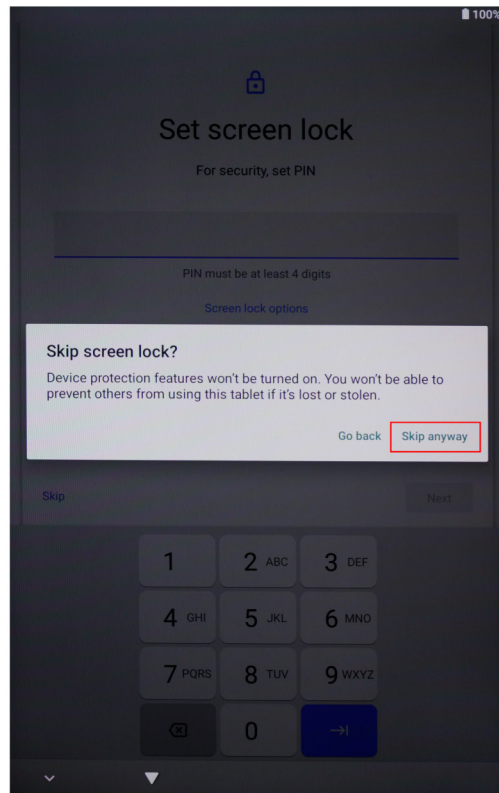 100%
Set screen lock
For security, set PIN
PIN must be at least 4 digits
Screen lock options
Skip screen lock?
Device protection features won't be turned on. You won't be able to
prevent others from using this tablet if it's lost or stolen.
Go back Skip anyway
Skip Next
1 2 ABC 3 DEF
4 GHI 5 JKL 6 MNO
7 PQRS 8 TUV 9 WXYZ
0